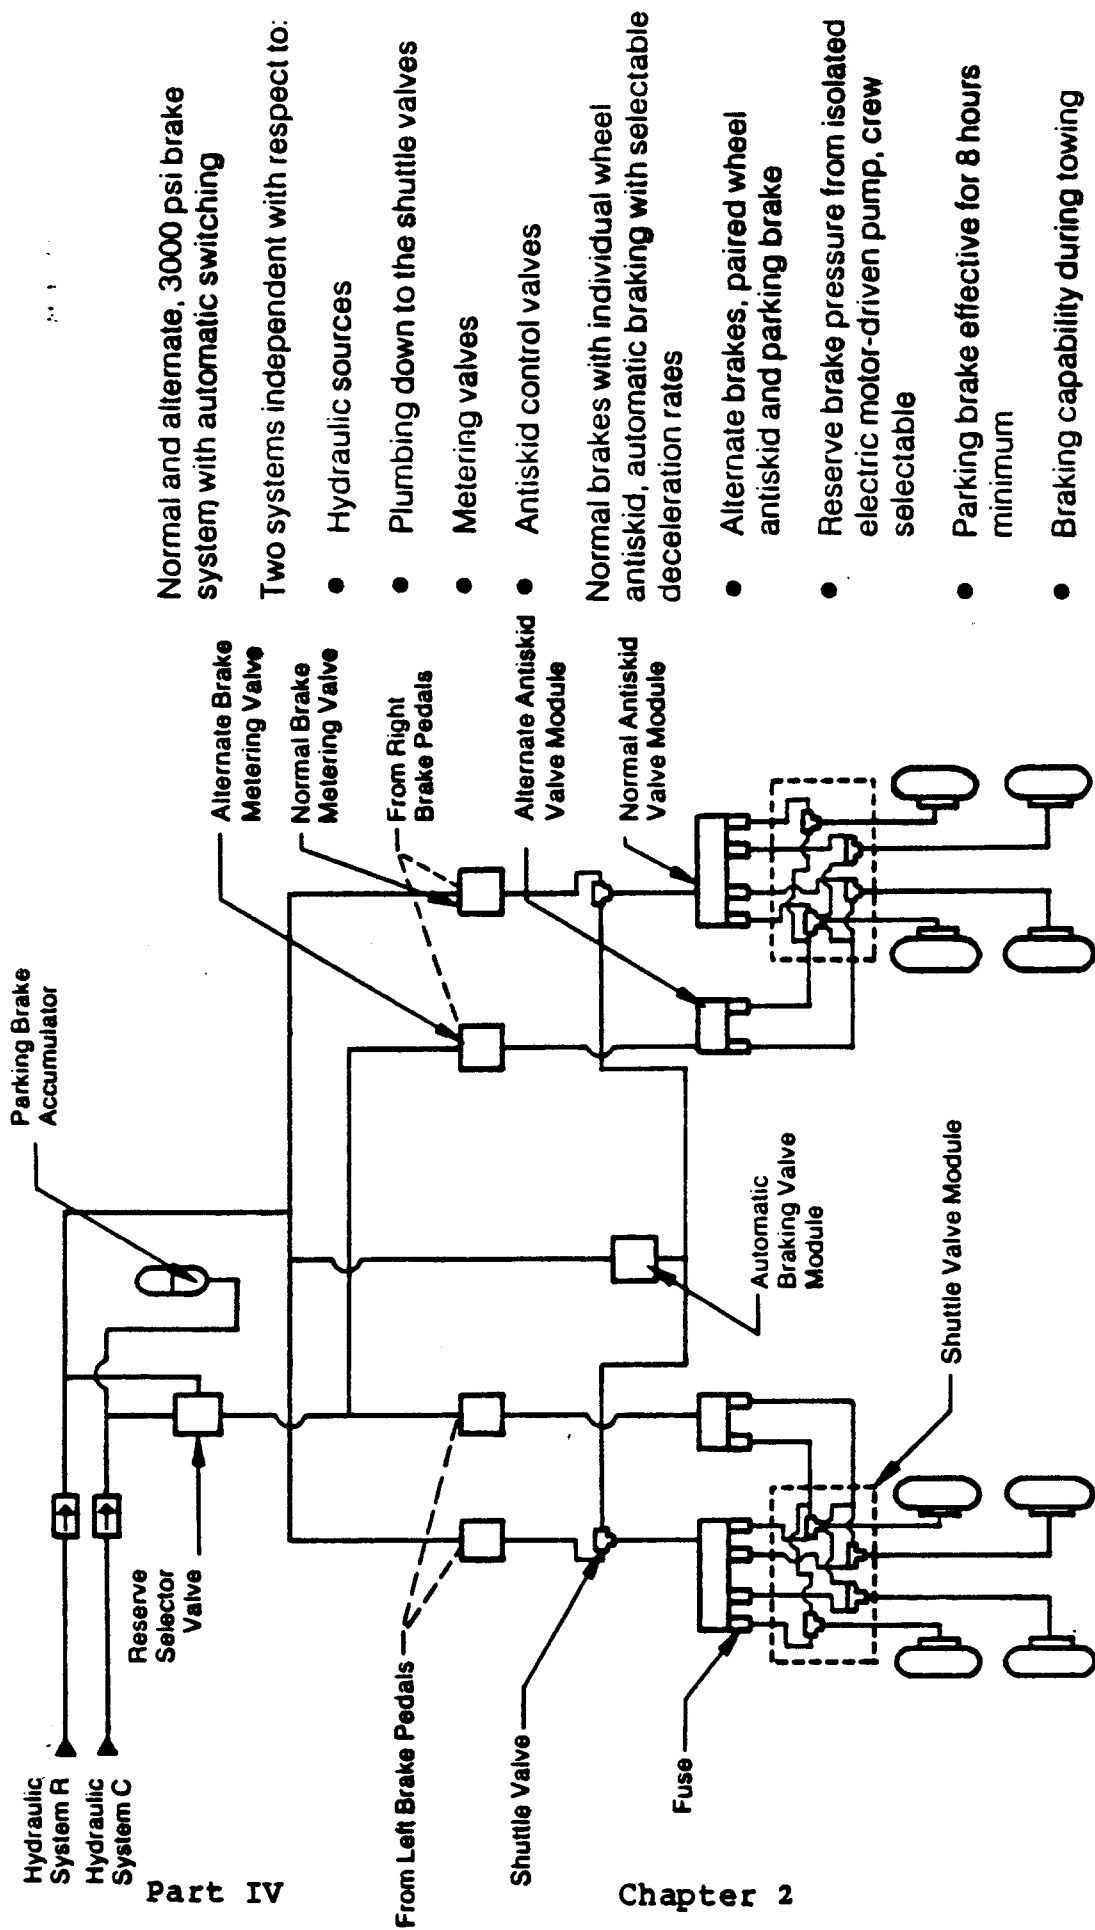 Hydraulic
System R
Hydraulic
System C
Reserve
Selector
Valve
Parking Brake
Accumulator
Alternate Brake
Metering Valve
Normal Brake
Metering Valve
From Right
Brake Pedals
Alternate Antiskid
Valve Module
Normal Antiskid
Valve Module
From Left Brake Pedals
Shuttle Valve
Fuse
Automatic
Braking Valve
Module
Shuttle Valve Module
Normal and alternate, 3000 psi brake
system with automatic switching
Two systems independent with respect to:
● Hydraulic sources
● Plumbing down to the shuttle valves
● Metering valves
● Antiskid control valves
Normal brakes with individual wheel
antiskid, automatic braking with selectable
deceleration rates
● Alternate brakes, paired wheel
antiskid and parking brake
● Reserve brake pressure from isolated
electric motor-driven pump, crew
selectable
● Parking brake effective for 8 hours
minimum
● Braking capability during towing
Part IV
Chapter 2